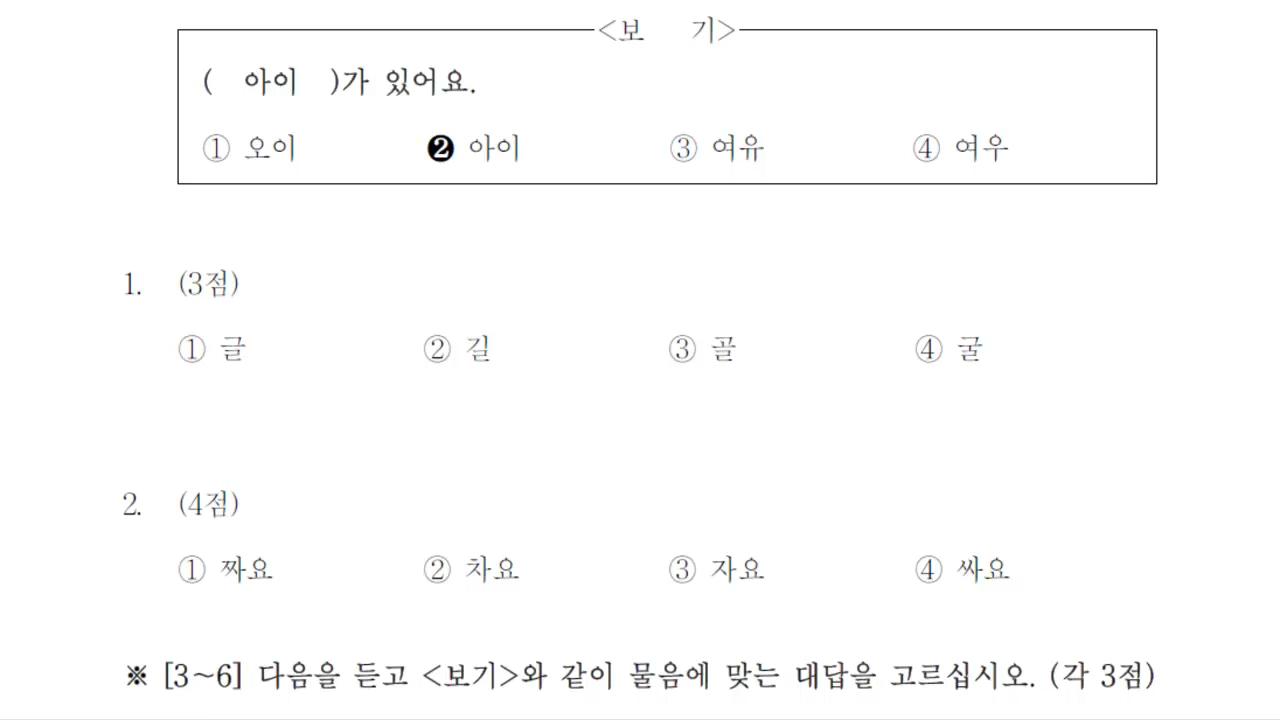 <보 기>
( 아이 )가 있어요.
① 오이 ❷ 아이 ③ 여유 ④ 여우
1. (3점)
① 글 ② 길 ③ 골 ④ 굴
2. (4점)
① 짜요 ② 차요 ③ 자요 ④ 싸요
※ [3~6] 다음을 듣고 <보기>와 같이 물음에 맞는 대답을 고르십시오. (각 3점)